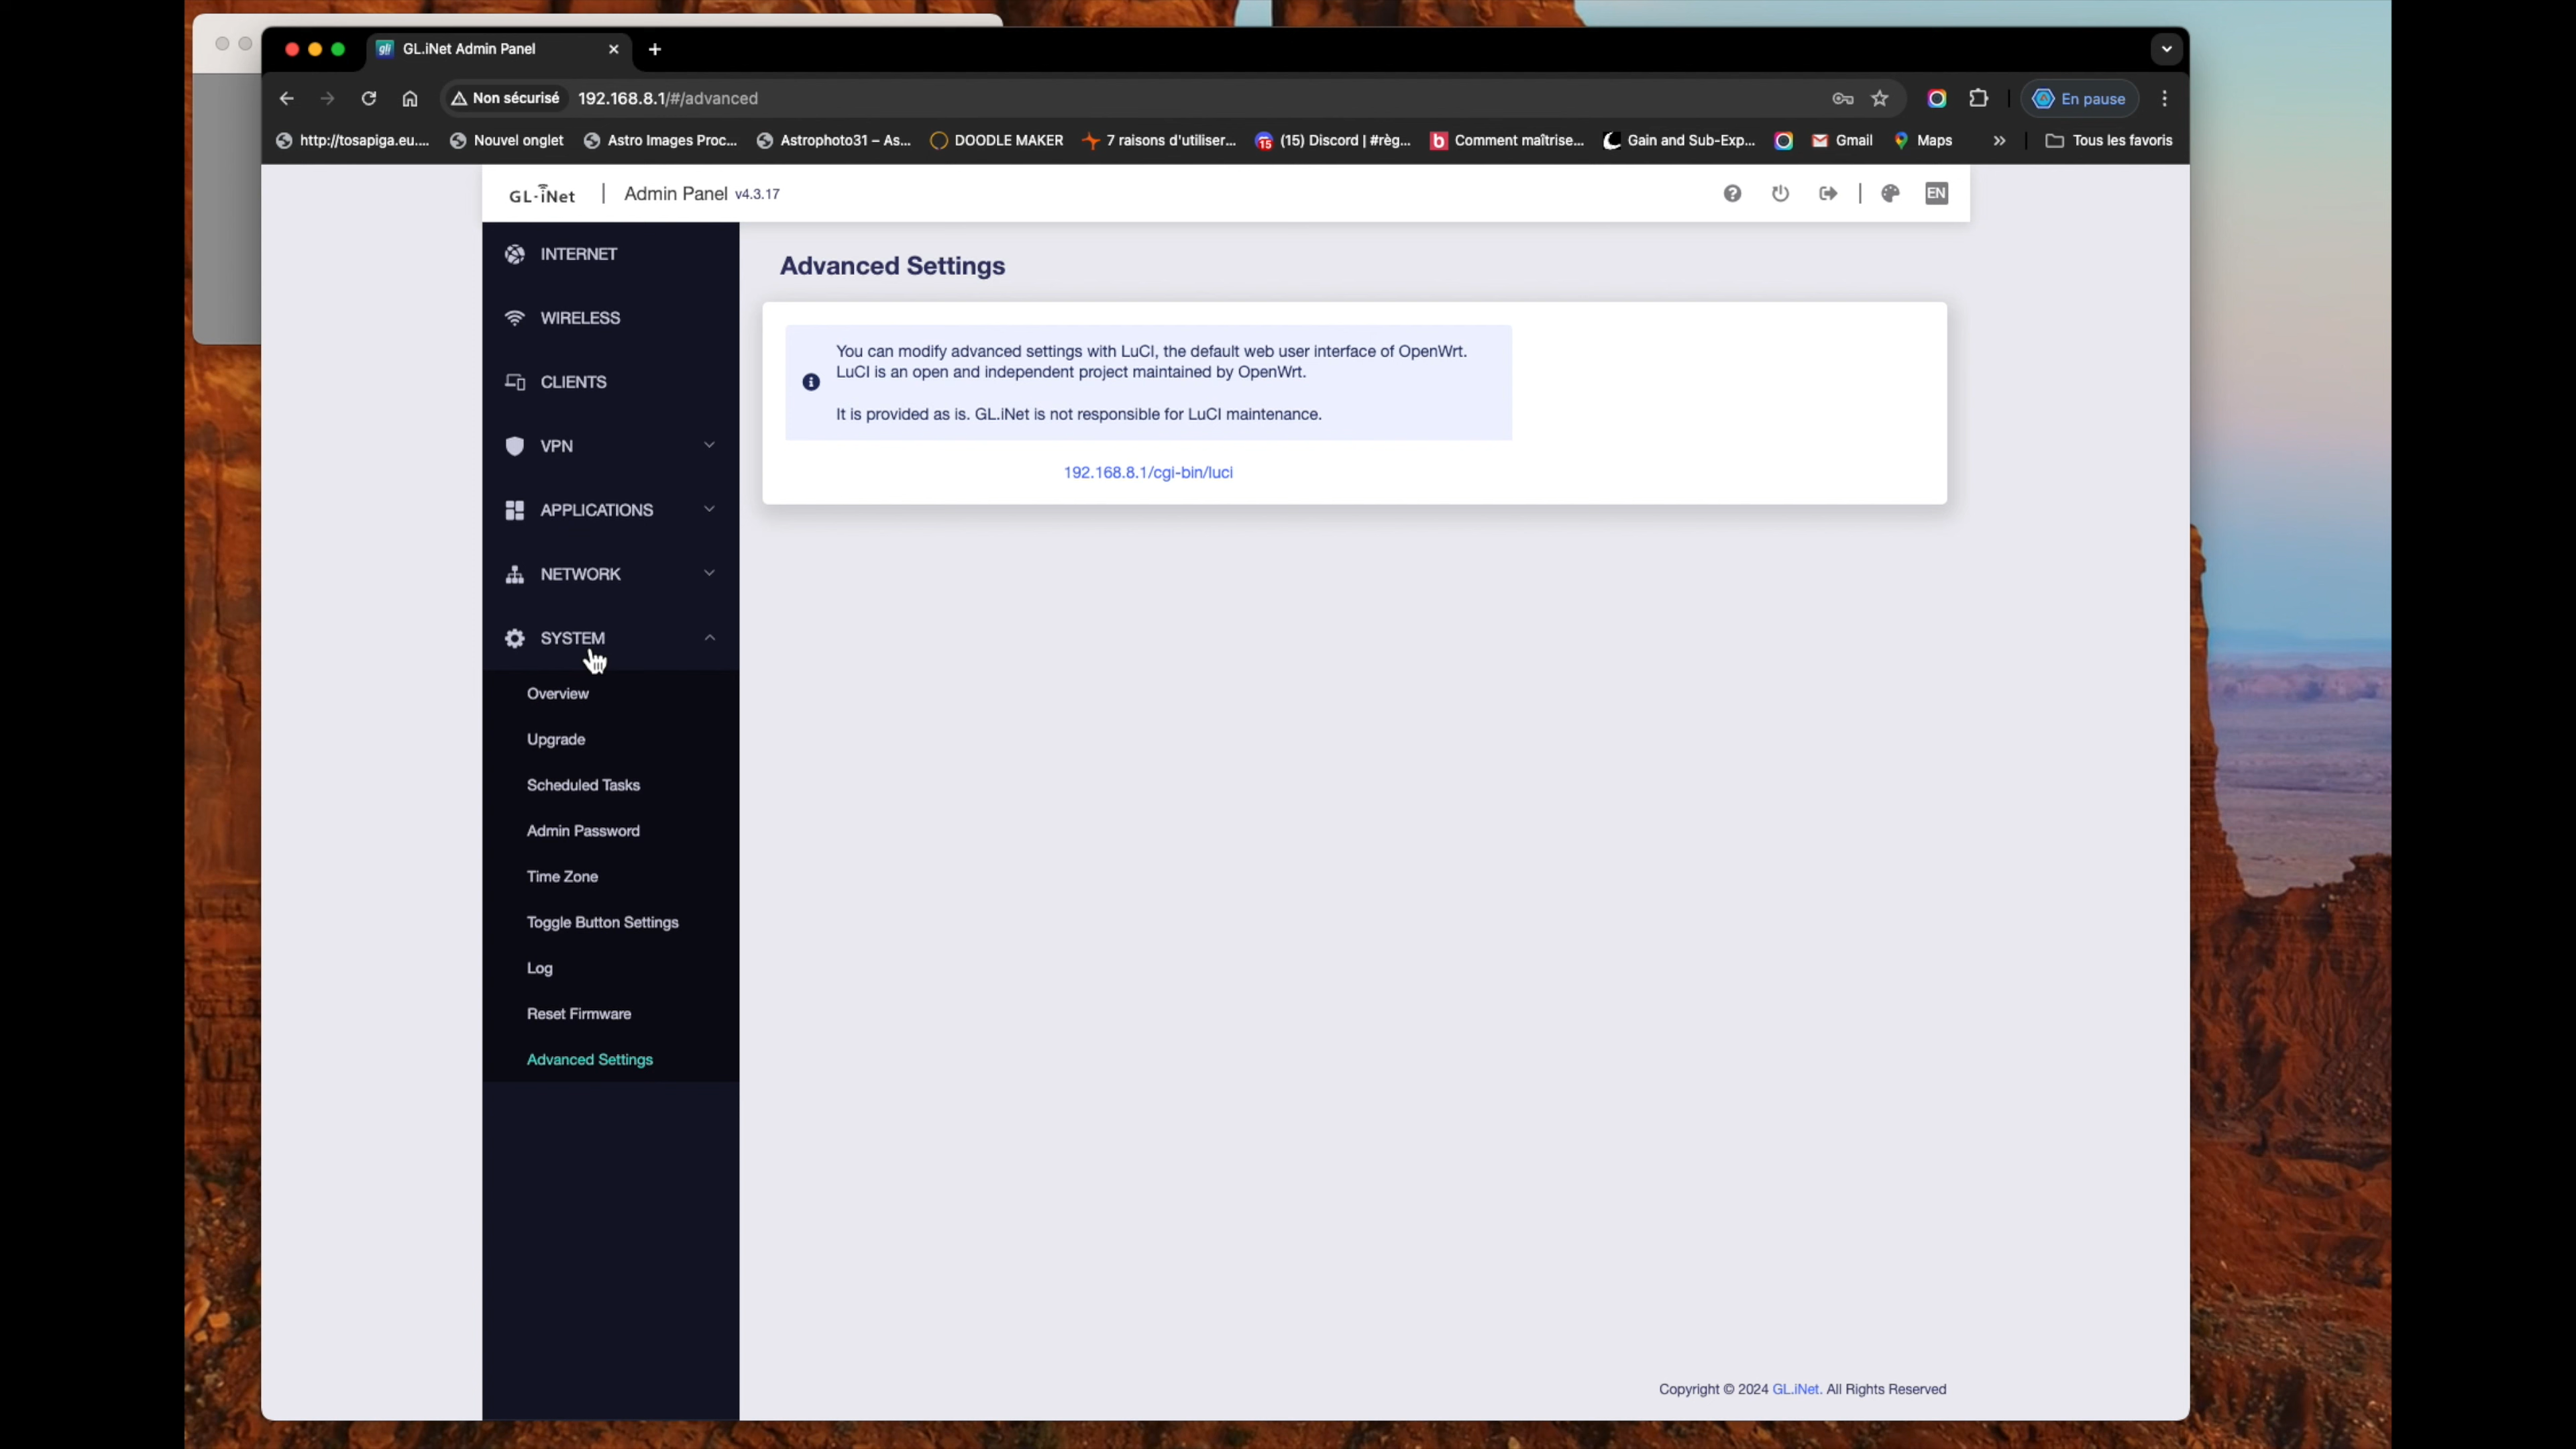 GL.iNet Admin Panel
Non sécurisé 192.168.8.1/#/advanced En pause
http://tosapiga.eu.... Nouvel onglet Astro Images Proc... Astrophoto31 – As... DOODLE MAKER 7 raisons d'utiliser... (15) Discord | #règ... Comment maîtrise... Gain and Sub-Exp... Gmail Maps » Tous les favoris
GL·iNet | Admin Panel v4.3.17 EN
INTERNET
WIRELESS
CLIENTS
VPN
APPLICATIONS
NETWORK
SYSTEM
Overview
Upgrade
Scheduled Tasks
Admin Password
Time Zone
Toggle Button Settings
Log
Reset Firmware
Advanced Settings
Advanced Settings
You can modify advanced settings with LuCI, the default web user interface of OpenWrt.
LuCI is an open and independent project maintained by OpenWrt.
It is provided as is. GL.iNet is not responsible for LuCI maintenance.
192.168.8.1/cgi-bin/luci
Copyright © 2024 GL.iNet. All Rights Reserved